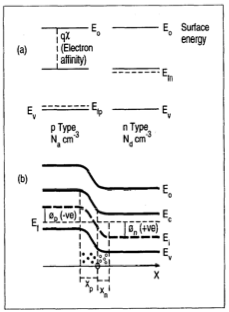 (a)
qχ
(Electron
affinity)
E₀
E₀ Surface
energy
E_fn
E_v
E_fp
E_v
p Type
N_a cm⁻³
n Type
N_d cm⁻³
(b)
E₀
E_c
ø_p (-ve)
E_f
ø_n (+ve)
E_i
E_v
X
x_p
x_n